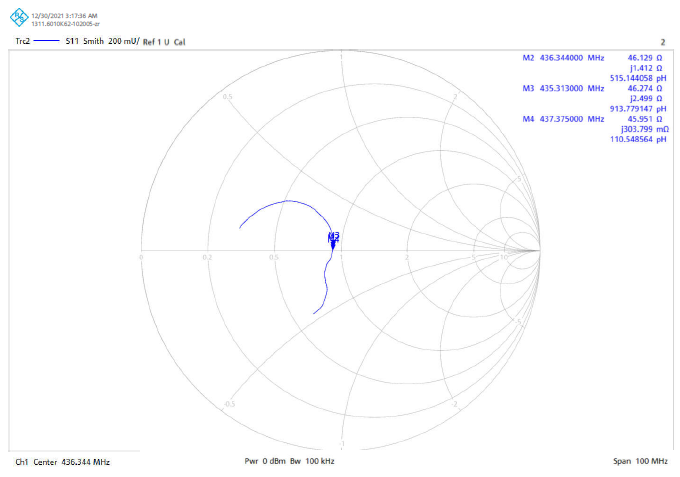 12/30/2021 3:17:36 AM
1311.6010K62-102005-er
Trc2 S11 Smith 200 mU/ Ref 1 U Cal
2
M2 436.344000 MHz 46.129 Ω
j1.412 Ω
515.144058 pH
M3 435.313000 MHz 46.274 Ω
j2.499 Ω
913.779147 pH
M4 437.375000 MHz 45.951 Ω
j303.799 mΩ
110.548564 pH
1
0.5
2
5
0
0.2
0.5
1
2
5
10
-5
-0.5
-2
-1
Ch1 Center 436.344 MHz
Pwr 0 dBm Bw 100 kHz
Span 100 MHz